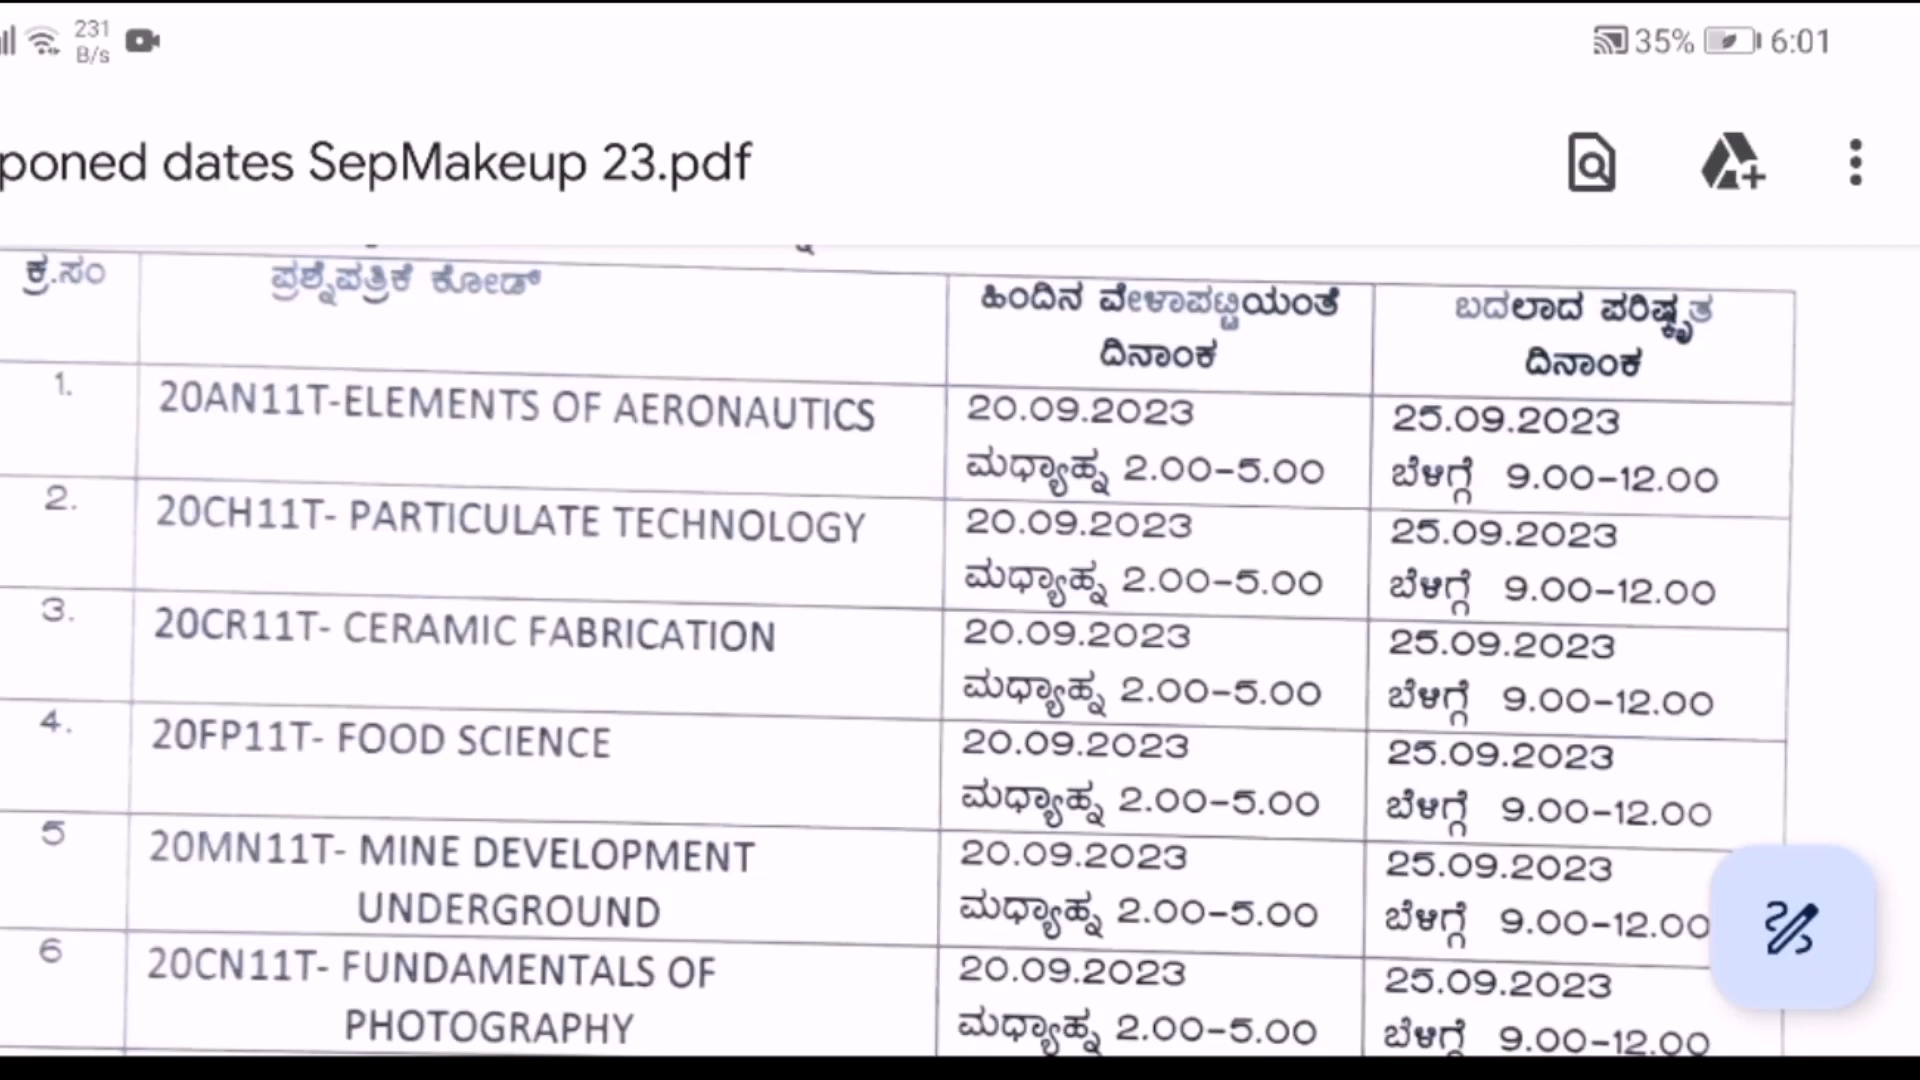 231
B/s
35%
6:01
poned dates SepMakeup 23.pdf
ಕ್ರ.ಸಂ
ಪ್ರಶ್ನೆಪತ್ರಿಕೆ ಕೋಡ್
ಹಿಂದಿನ ವೇಳಾಪಟ್ಟಿಯಂತೆ
ದಿನಾಂಕ
ಬದಲಾದ ಪರಿಷ್ಕೃತ
ದಿನಾಂಕ
1.
20AN11T-ELEMENTS OF AERONAUTICS
20.09.2023
ಮಧ್ಯಾಹ್ನ 2.00-5.00
25.09.2023
ಬೆಳಿಗ್ಗೆ 9.00-12.00
2.
20CH11T- PARTICULATE TECHNOLOGY
20.09.2023
ಮಧ್ಯಾಹ್ನ 2.00-5.00
25.09.2023
ಬೆಳಿಗ್ಗೆ 9.00-12.00
3.
20CR11T- CERAMIC FABRICATION
20.09.2023
ಮಧ್ಯಾಹ್ನ 2.00-5.00
25.09.2023
ಬೆಳಿಗ್ಗೆ 9.00-12.00
4.
20FP11T- FOOD SCIENCE
20.09.2023
ಮಧ್ಯಾಹ್ನ 2.00-5.00
25.09.2023
ಬೆಳಿಗ್ಗೆ 9.00-12.00
5
20MN11T- MINE DEVELOPMENT
UNDERGROUND
20.09.2023
ಮಧ್ಯಾಹ್ನ 2.00-5.00
25.09.2023
ಬೆಳಿಗ್ಗೆ 9.00-12.00
6
20CN11T- FUNDAMENTALS OF
PHOTOGRAPHY
20.09.2023
ಮಧ್ಯಾಹ್ನ 2.00-5.00
25.09.2023
ಬೆಳಿಗ್ಗೆ 9.00-12.00